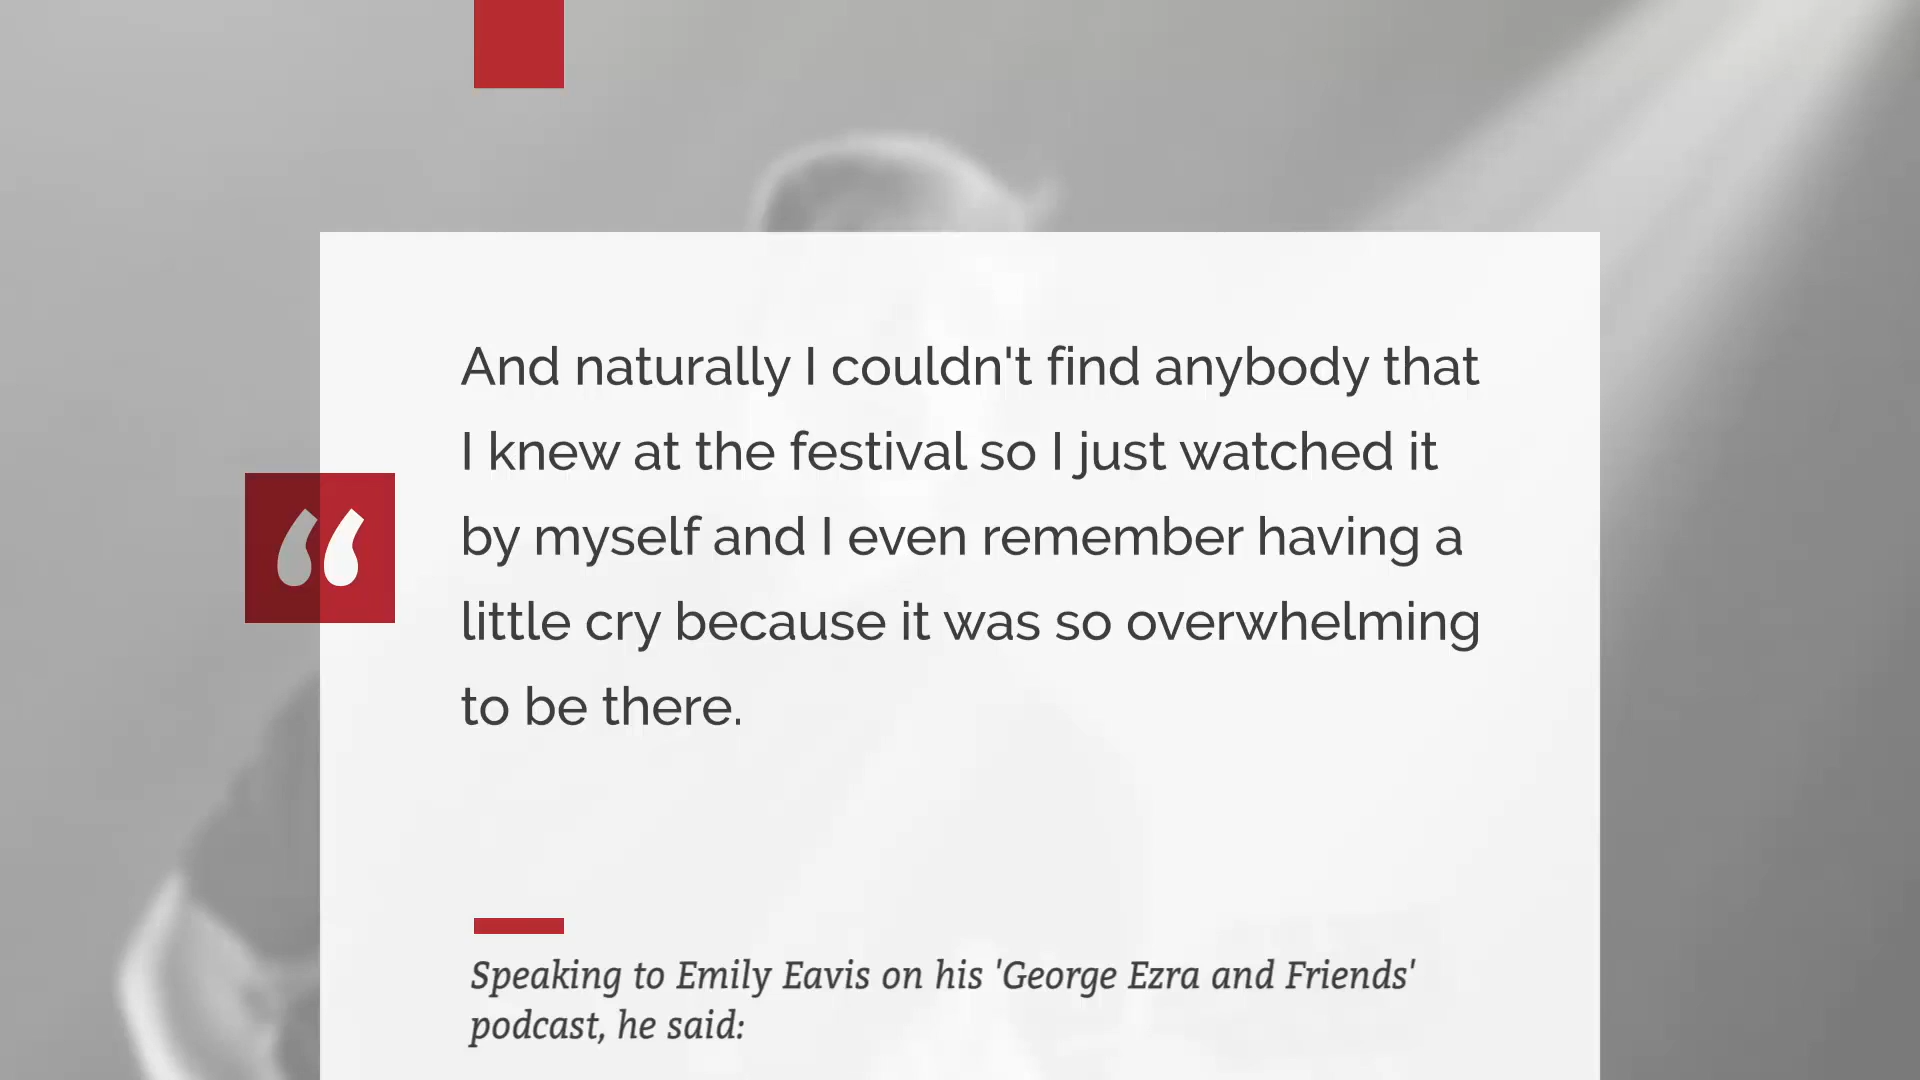 And naturally I couldn't find anybody that
I knew at the festival so I just watched it
by myself and I even remember having a
little cry because it was so overwhelming
to be there.
Speaking to Emily Eavis on his 'George Ezra and Friends'
podcast, he said: